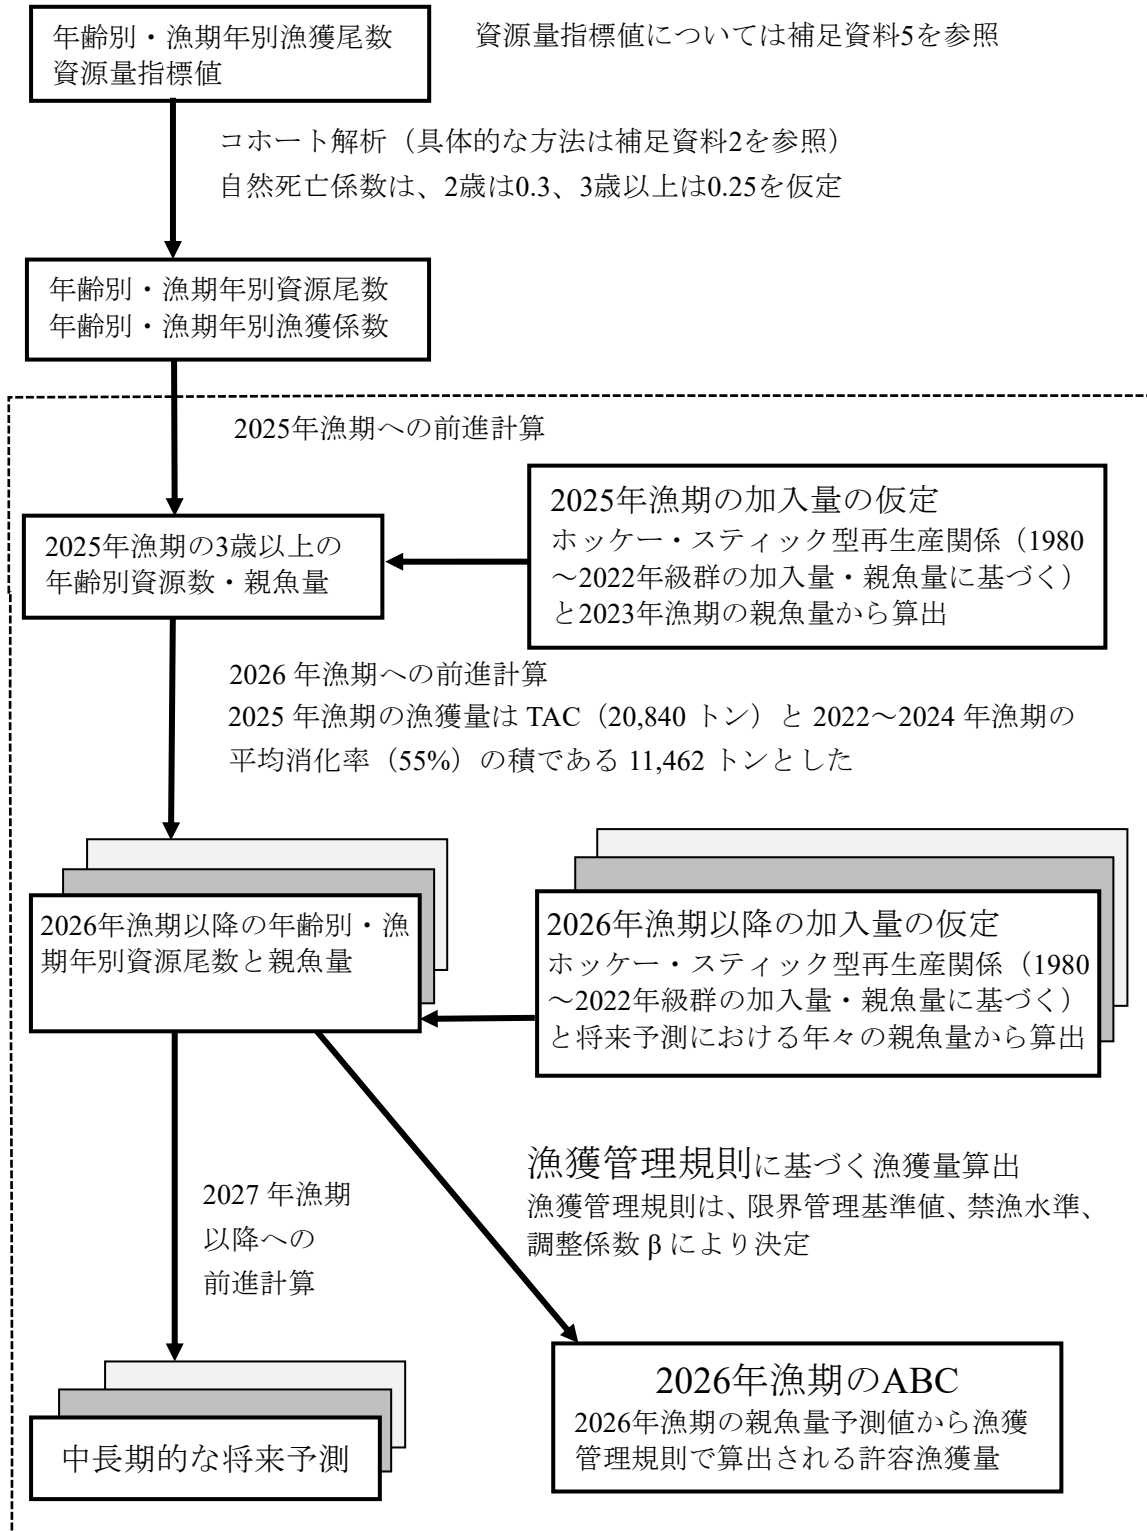 年齢別・漁期年別漁獲尾数
資源量指標値
資源量指標値については補足資料5を参照
コホート解析（具体的な方法は補足資料2を参照）
自然死亡係数は、2歳は0.3、3歳以上は0.25を仮定
年齢別・漁期年別資源尾数
年齢別・漁期年別漁獲係数
2025年漁期への前進計算
2025年漁期の加入量の仮定
ホッケー・スティック型再生産関係（1980
～2022年級群の加入量・親魚量に基づく）
と2023年漁期の親魚量から算出
2025年漁期の3歳以上の
年齢別資源数・親魚量
2026 年漁期への前進計算
2025 年漁期の漁獲量は TAC（20,840 トン）と 2022～2024 年漁期の
平均消化率（55%）の積である 11,462 トンとした
2026年漁期以降の年齢別・漁
期年別資源尾数と親魚量
2026年漁期以降の加入量の仮定
ホッケー・スティック型再生産関係（1980
～2022年級群の加入量・親魚量に基づく）
と将来予測における年々の親魚量から算出
漁獲管理規則に基づく漁獲量算出
漁獲管理規則は、限界管理基準値、禁漁水準、
調整係数 β により決定
2027 年漁期
以降への
前進計算
中長期的な将来予測
2026年漁期のABC
2026年漁期の親魚量予測値から漁獲
管理規則で算出される許容漁獲量